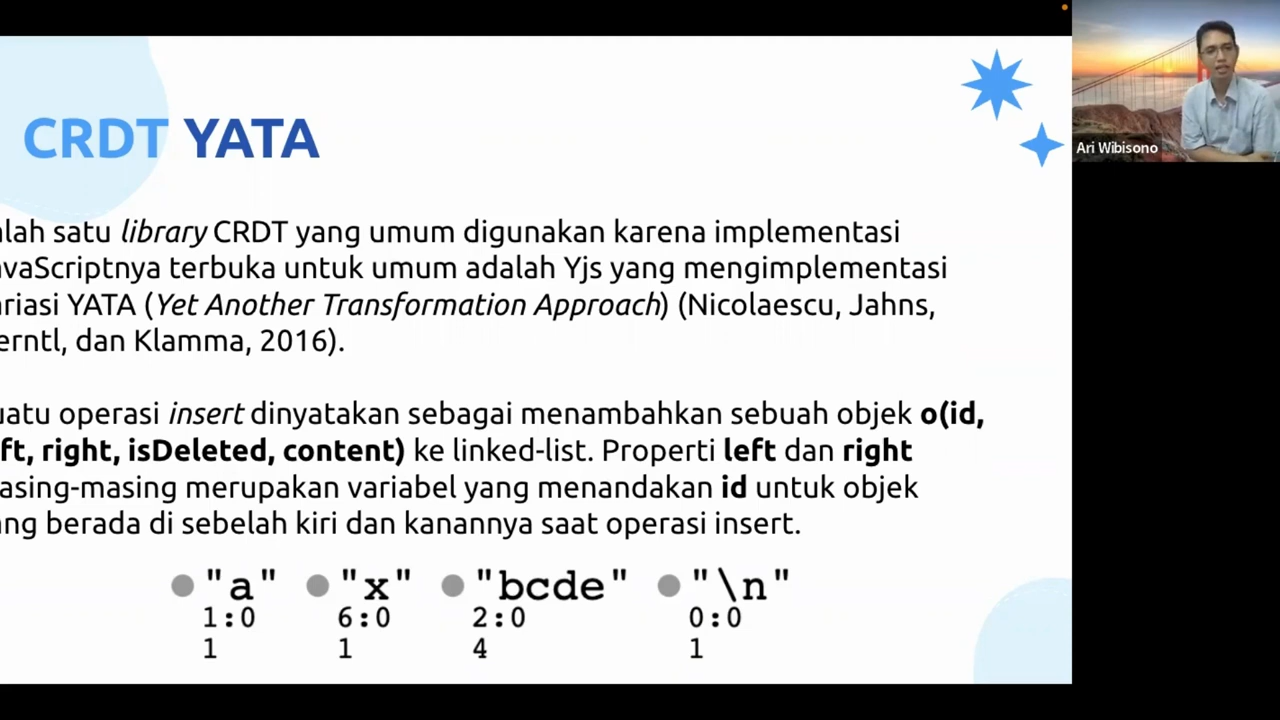 CRDT YATA
alah satu library CRDT yang umum digunakan karena implementasi
avaScriptnya terbuka untuk umum adalah Yjs yang mengimplementasi
ariasi YATA (Yet Another Transformation Approach) (Nicolaescu, Jahns,
erntl, dan Klamma, 2016).
uatu operasi insert dinyatakan sebagai menambahkan sebuah objek o(id,
ft, right, isDeleted, content) ke linked-list. Properti left dan right
asing-masing merupakan variabel yang menandakan id untuk objek
ang berada di sebelah kiri dan kanannya saat operasi insert.
"a" "x" "bcde" "\n"
1:0 6:0 2:0 0:0
1 1 4 1
Ari Wibisono